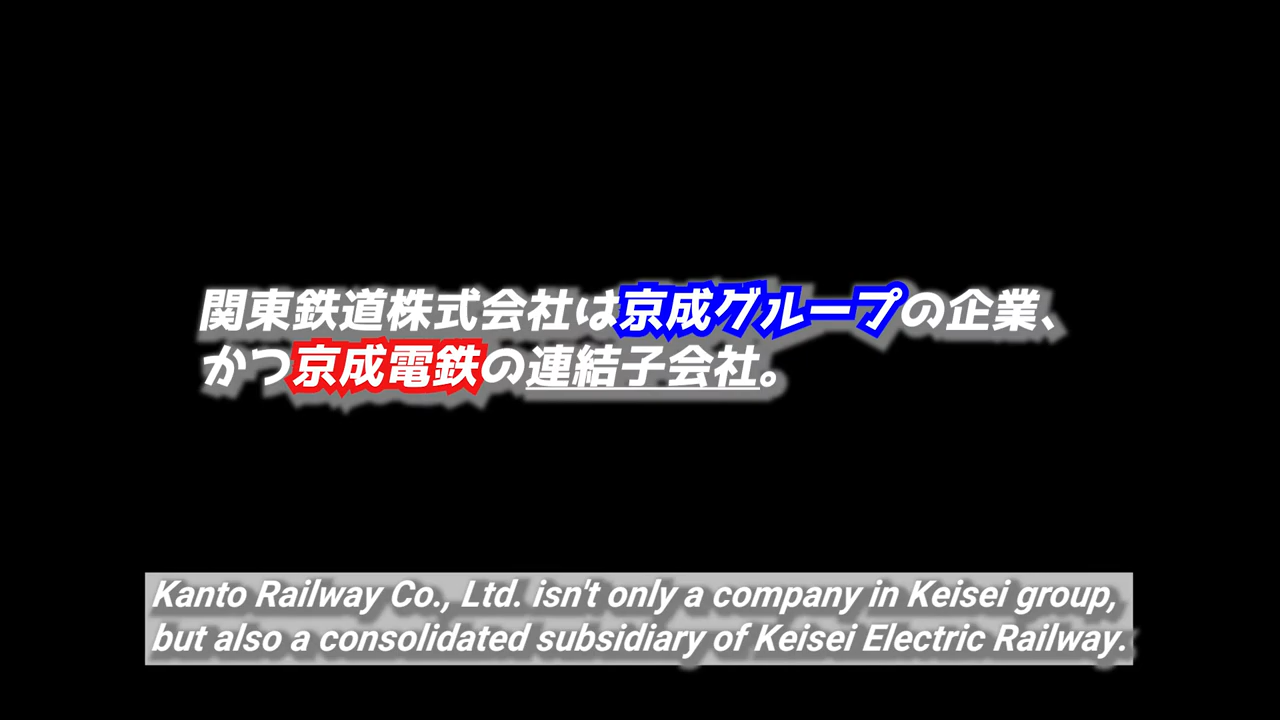 関東鉄道株式会社は京成グループの企業、
かつ京成電鉄の連結子会社。
Kanto Railway Co., Ltd. isn't only a company in Keisei group,
but also a consolidated subsidiary of Keisei Electric Railway.